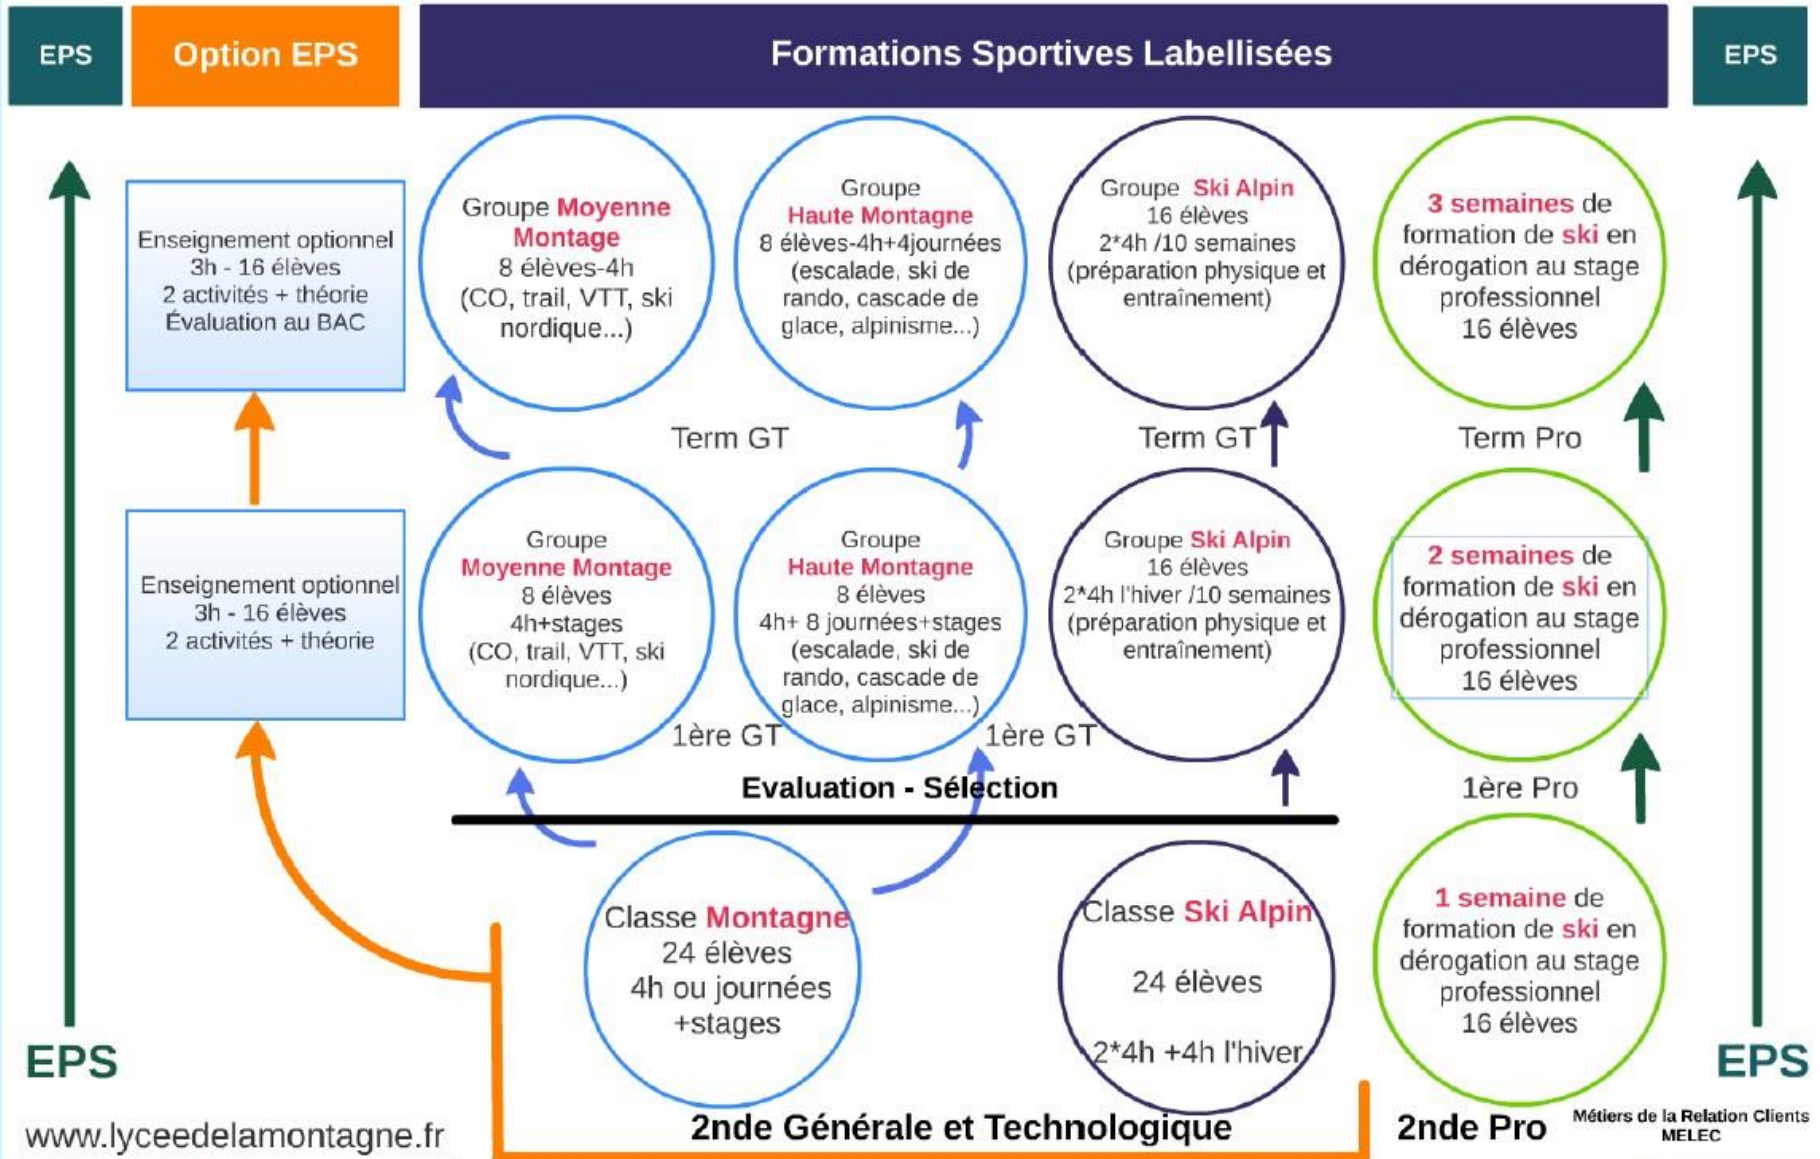 EPS
Option EPS
Formations Sportives Labellisées
EPS
Enseignement optionnel
3h - 16 élèves
2 activités + théorie
Évaluation au BAC
Groupe Moyenne
Montage
8 élèves-4h
(CO, trail, VTT, ski
nordique...)
Groupe
Haute Montagne
8 élèves-4h+4journées
(escalade, ski de
rando, cascade de
glace, alpinisme...)
Groupe Ski Alpin
16 élèves
2*4h /10 semaines
(préparation physique et
entraînement)
3 semaines de
formation de ski en
dérogation au stage
professionnel
16 élèves
Term GT
Term GT
Term Pro
Enseignement optionnel
3h - 16 élèves
2 activités + théorie
Groupe
Moyenne Montage
8 élèves
4h+stages
(CO, trail, VTT, ski
nordique...)
Groupe
Haute Montagne
8 élèves
4h+ 8 journées+stages
(escalade, ski de
rando, cascade de
glace, alpinisme...)
Groupe Ski Alpin
16 élèves
2*4h l'hiver /10 semaines
(préparation physique et
entraînement)
2 semaines de
formation de ski en
dérogation au stage
professionnel
16 élèves
1ère GT
1ère GT
1ère Pro
Evaluation - Sélection
Classe Montagne
24 élèves
4h ou journées
+stages
Classe Ski Alpin
24 élèves
2*4h +4h l'hiver
1 semaine de
formation de ski en
dérogation au stage
professionnel
16 élèves
EPS
EPS
www.lyceedelamontagne.fr
2nde Générale et Technologique
2nde Pro
Métiers de la Relation Clients
MELEC